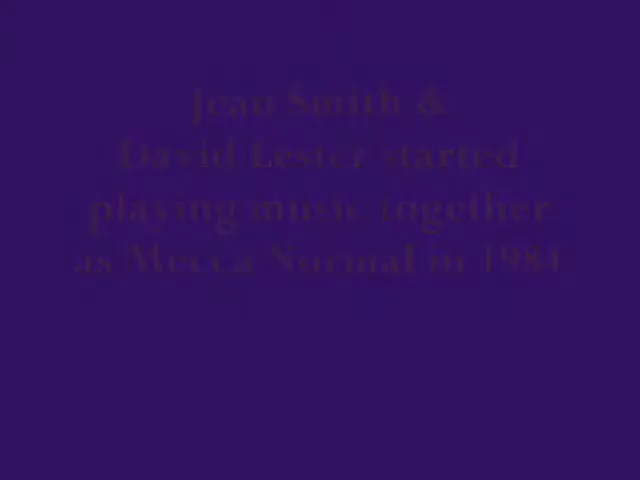 Jean Smith &
David Lester started
playing music together
as Mecca Normal in 1984